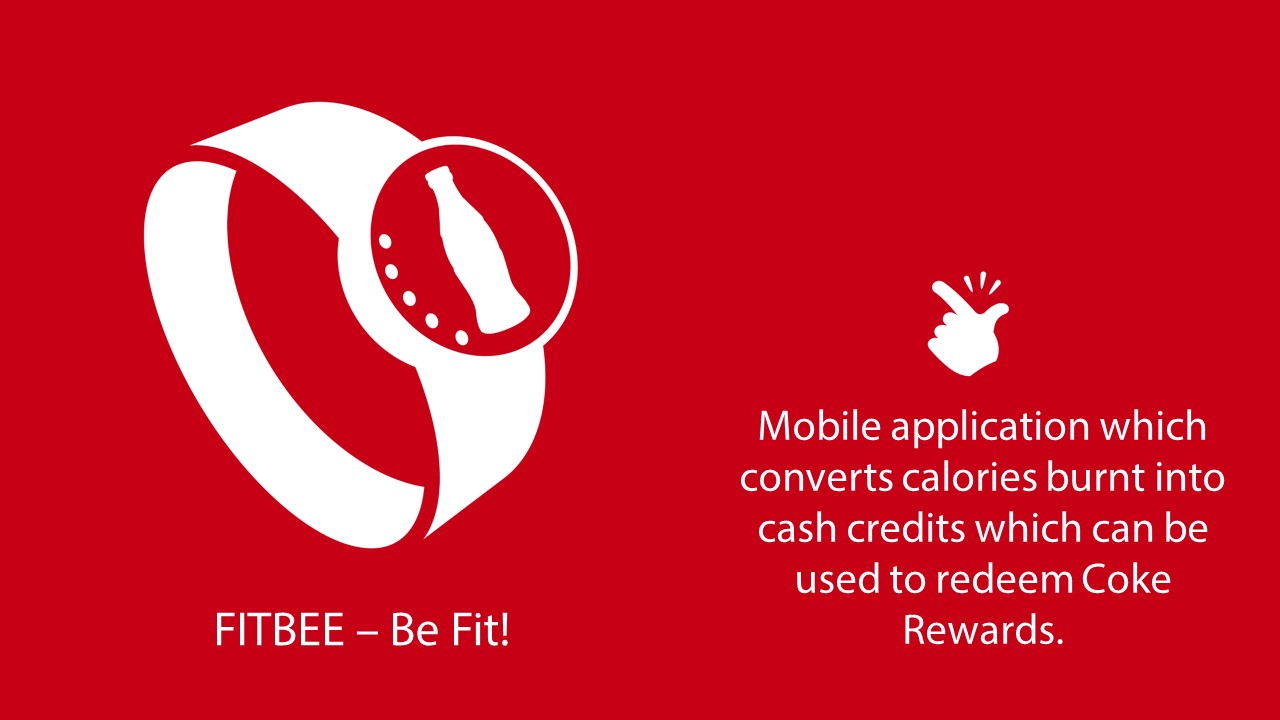 FITBEE – Be Fit!
Mobile application which
converts calories burnt into
cash credits which can be
used to redeem Coke
Rewards.